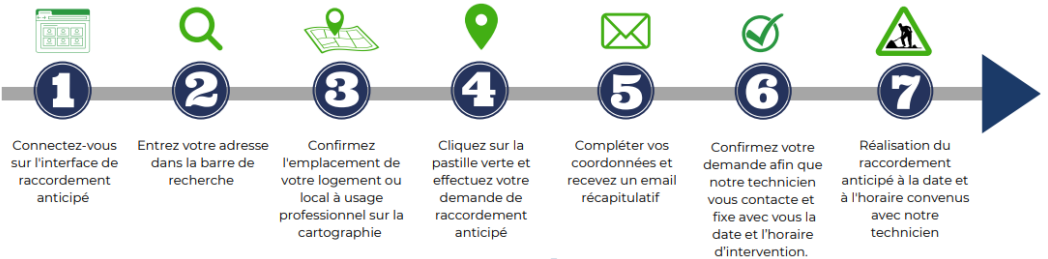 1
Connectez-vous
sur l'interface de
raccordement
anticipé
2
Entrez votre adresse
dans la barre de
recherche
3
Confirmez
l'emplacement de
votre logement ou
local à usage
professionnel sur la
cartographie
4
Cliquez sur la
pastille verte et
effectuez votre
demande de
raccordement
anticipé
5
Compléter vos
coordonnées et
recevez un email
récapitulatif
6
Confirmez votre
demande afin que
notre technicien
vous contacte et
fixe avec vous la
date et l'horaire
d'intervention.
7
Réalisation du
raccordement
anticipé à la date et
à l'horaire convenus
avec notre
technicien